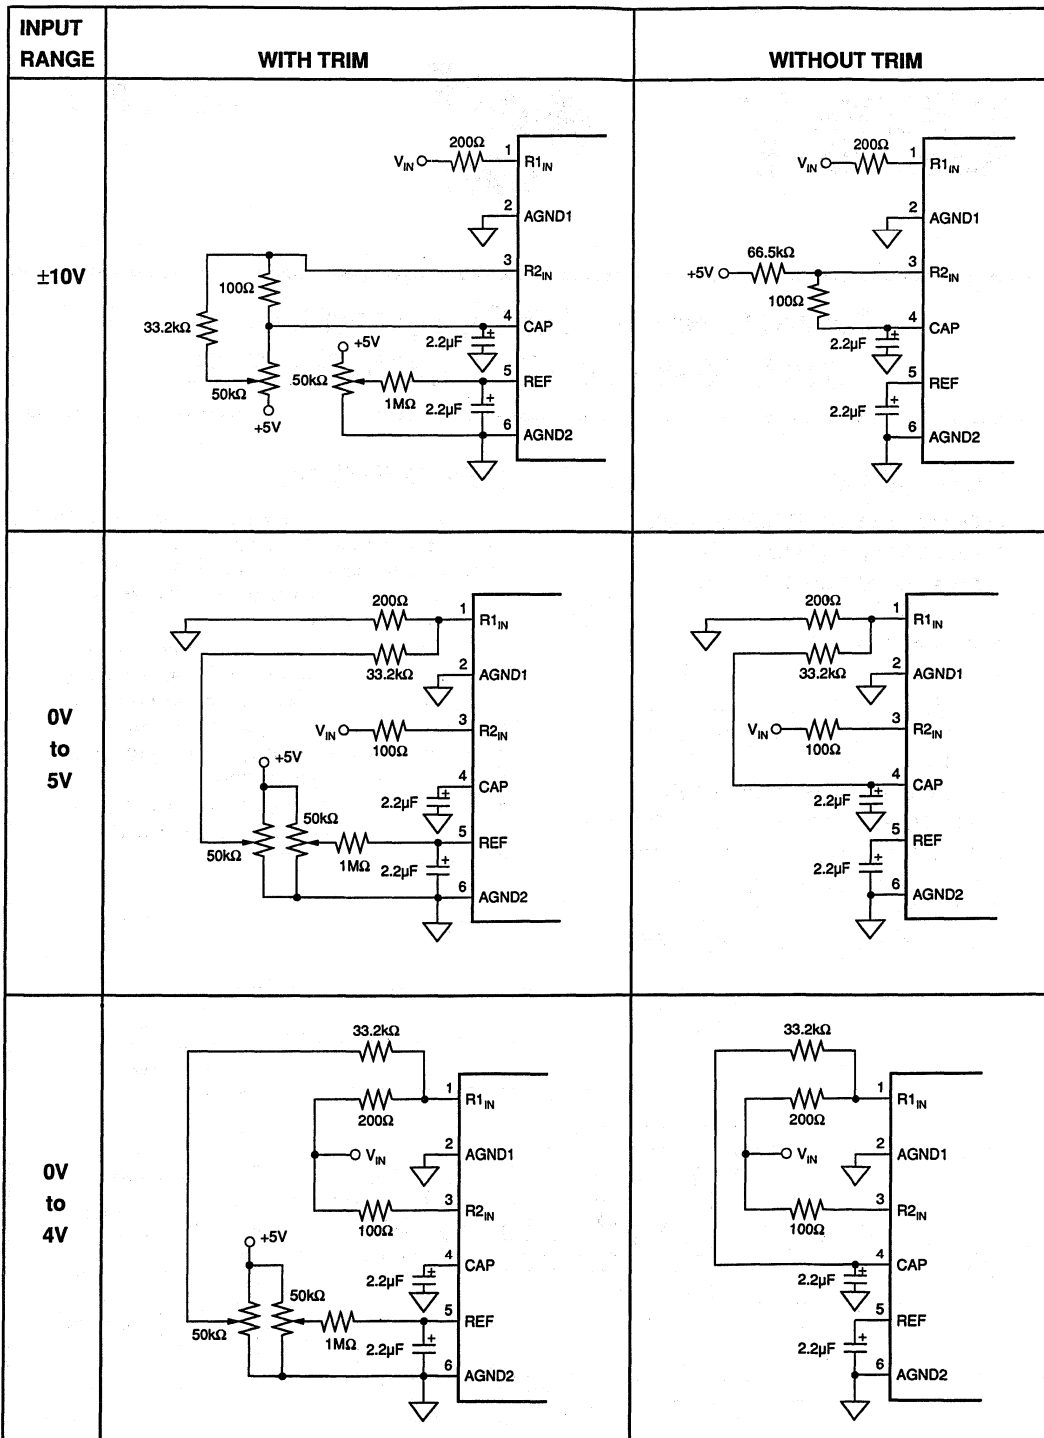 INPUT
RANGE
WITH TRIM
WITHOUT TRIM
±10V
200Ω
V_IN
1
R1_IN
2
AGND1
3
R2_IN
100Ω
33.2kΩ
4
CAP
2.2µF
+
+5V
50kΩ
50kΩ
1MΩ
5
REF
2.2µF
+
+5V
6
AGND2
200Ω
V_IN
1
R1_IN
2
AGND1
66.5kΩ
+5V
3
R2_IN
100Ω
4
CAP
2.2µF
+
5
REF
2.2µF
+
6
AGND2
0V
to
5V
200Ω
1
R1_IN
33.2kΩ
2
AGND1
V_IN
3
R2_IN
100Ω
+5V
4
CAP
2.2µF
+
50kΩ
50kΩ
1MΩ
5
REF
2.2µF
+
6
AGND2
200Ω
1
R1_IN
33.2kΩ
2
AGND1
V_IN
3
R2_IN
100Ω
4
CAP
2.2µF
+
5
REF
2.2µF
+
6
AGND2
0V
to
4V
33.2kΩ
1
R1_IN
200Ω
V_IN
2
AGND1
3
R2_IN
100Ω
+5V
4
CAP
2.2µF
+
50kΩ
50kΩ
1MΩ
5
REF
2.2µF
+
6
AGND2
33.2kΩ
1
R1_IN
200Ω
V_IN
2
AGND1
3
R2_IN
100Ω
4
CAP
2.2µF
+
5
REF
2.2µF
+
6
AGND2